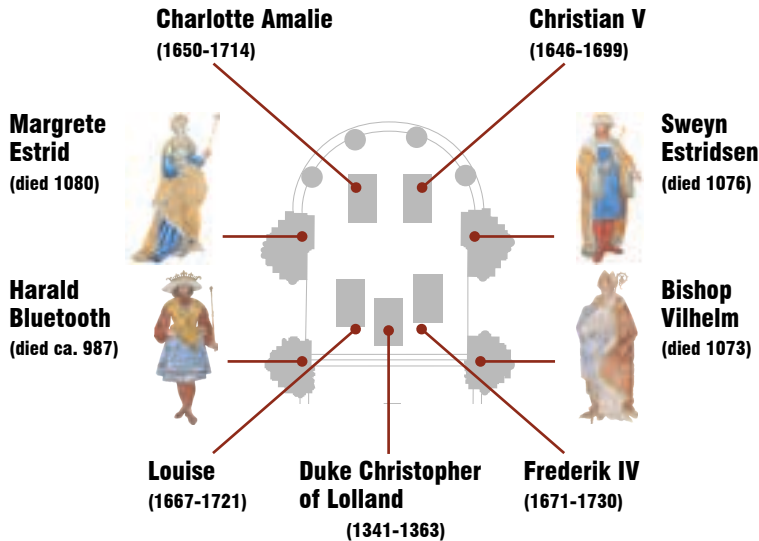 Charlotte Amalie
(1650-1714)
Christian V
(1646-1699)
Margrete
Estrid
(died 1080)
Sweyn
Estridsen
(died 1076)
Harald
Bluetooth
(died ca. 987)
Bishop
Vilhelm
(died 1073)
Louise
(1667-1721)
Duke Christopher
of Lolland
(1341-1363)
Frederik IV
(1671-1730)